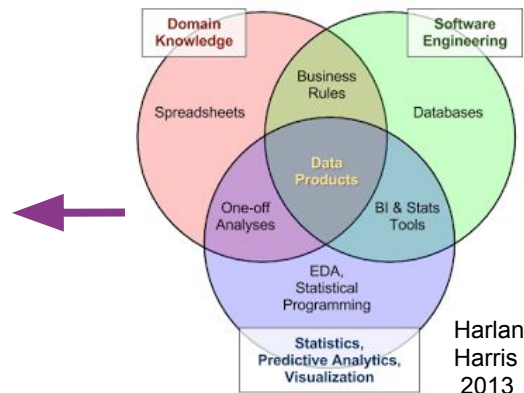 Domain
Knowledge
Software
Engineering
Business
Rules
Spreadsheets
Databases
Data
Products
One-off
Analyses
BI & Stats
Tools
EDA,
Statistical
Programming
Statistics,
Predictive Analytics,
Visualization
Harlan
Harris
2013